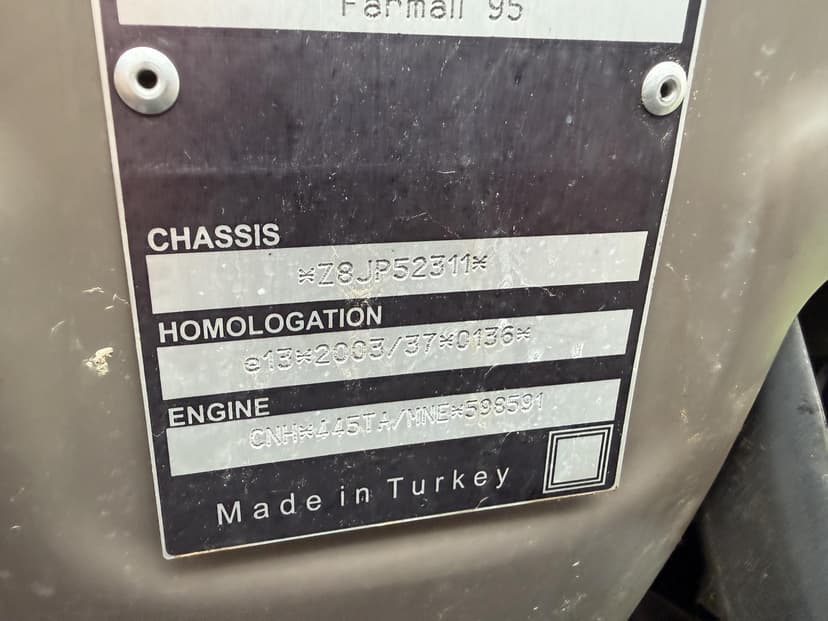 Farmall 95
CHASSIS
*Z8JP52311*
HOMOLOGATION
e13*2003/37*0136*
ENGINE
CNH*445TA/MNE*598591
Made in Turkey